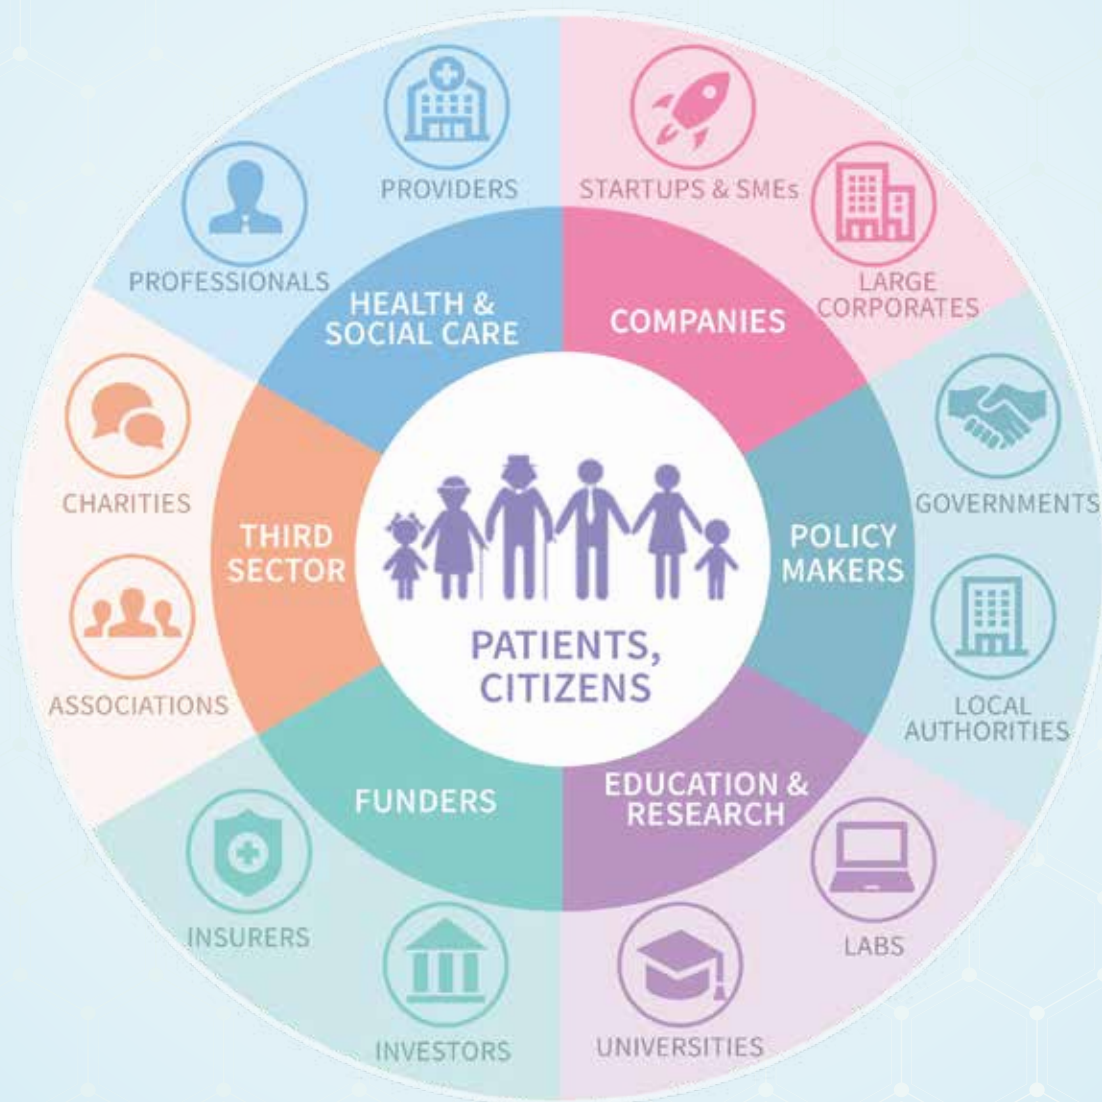 PROVIDERS
STARTUPS & SMEs
PROFESSIONALS
LARGE
CORPORATES
HEALTH &
SOCIAL CARE
COMPANIES
CHARITIES
GOVERNMENTS
THIRD
SECTOR
POLICY
MAKERS
PATIENTS,
CITIZENS
ASSOCIATIONS
LOCAL
AUTHORITIES
FUNDERS
EDUCATION &
RESEARCH
INSURERS
LABS
INVESTORS
UNIVERSITIES